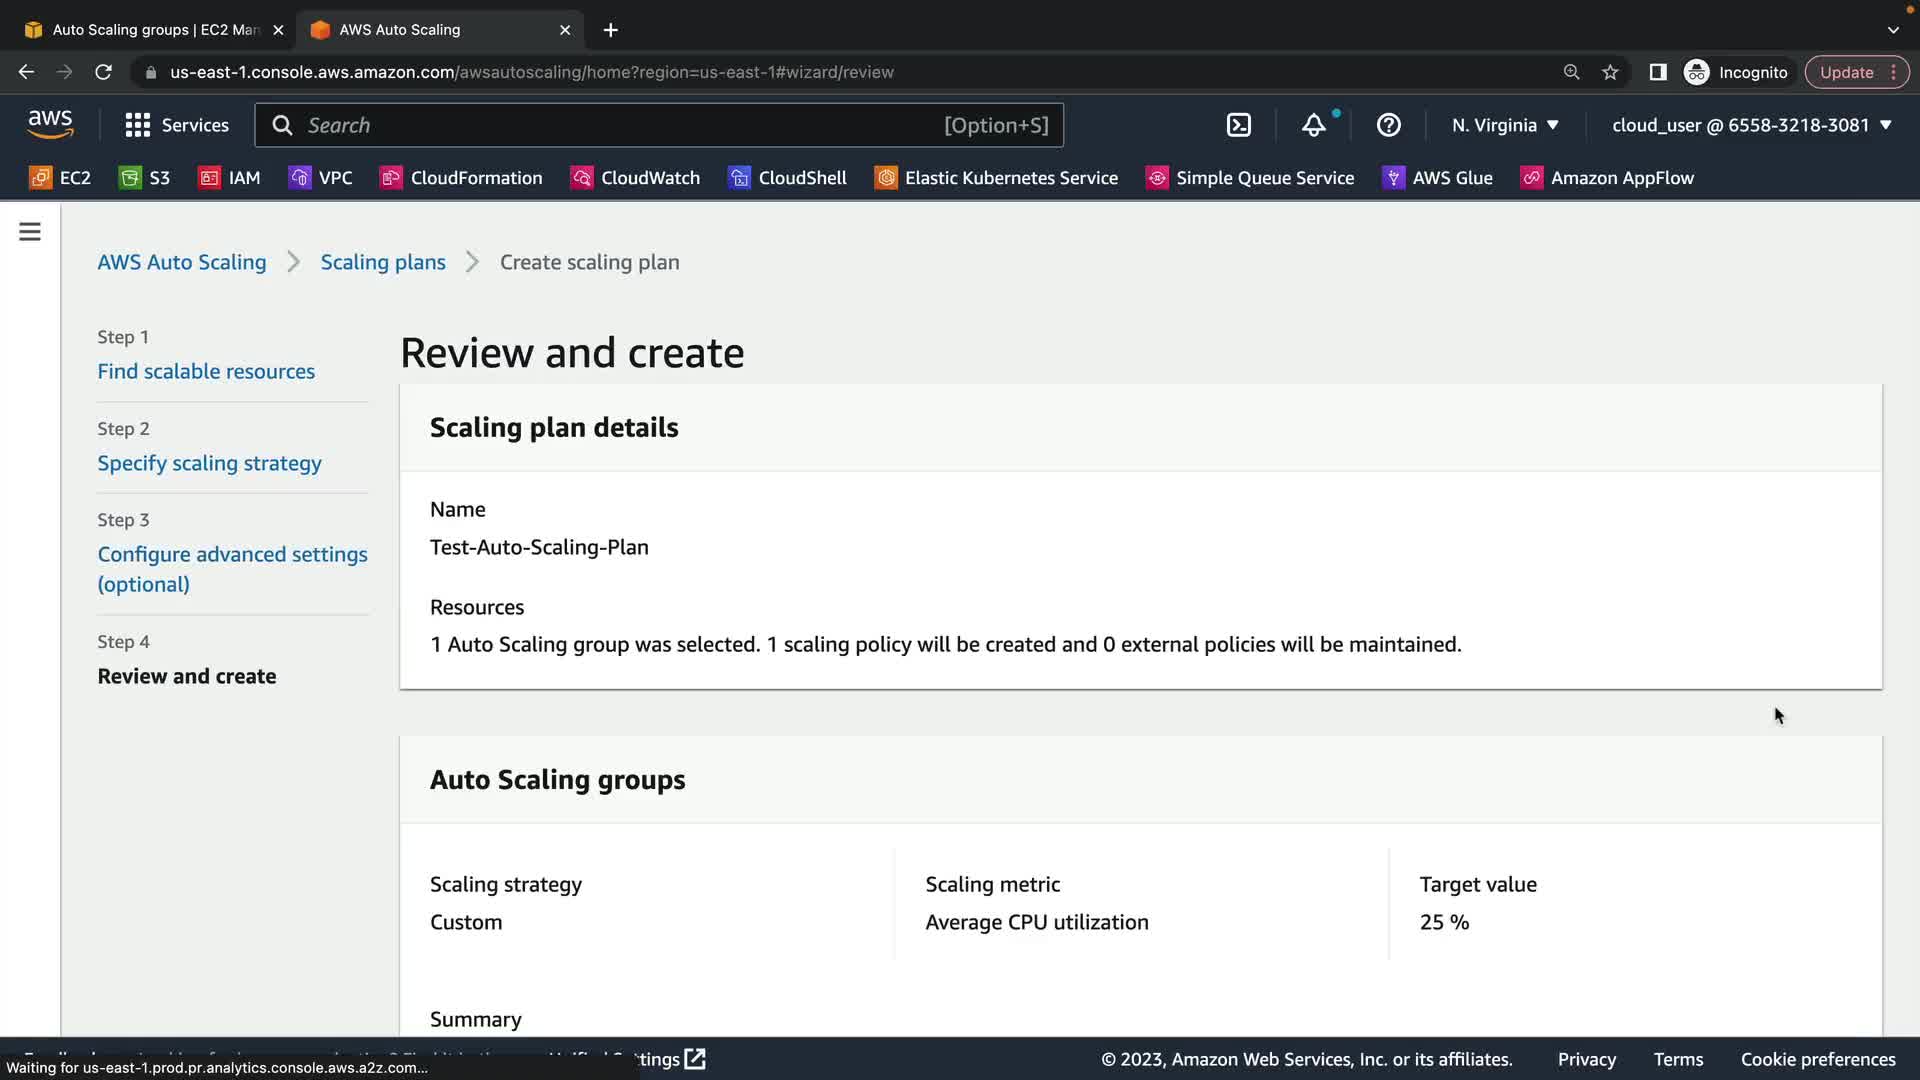 Auto Scaling groups | EC2 Man
AWS Auto Scaling
us-east-1.console.aws.amazon.com/awsautoscaling/home?region=us-east-1#wizard/review
Incognito
Update
aws
Services
Search
[Option+S]
N. Virginia
cloud_user @ 6558-3218-3081
EC2
S3
IAM
VPC
CloudFormation
CloudWatch
CloudShell
Elastic Kubernetes Service
Simple Queue Service
AWS Glue
Amazon AppFlow
AWS Auto Scaling
Scaling plans
Create scaling plan
Step 1
Find scalable resources
Step 2
Specify scaling strategy
Step 3
Configure advanced settings
(optional)
Step 4
Review and create
Review and create
Scaling plan details
Name
Test-Auto-Scaling-Plan
Resources
1 Auto Scaling group was selected. 1 scaling policy will be created and 0 external policies will be maintained.
Auto Scaling groups
Scaling strategy
Custom
Scaling metric
Average CPU utilization
Target value
25 %
Summary
© 2023, Amazon Web Services, Inc. or its affiliates.
Privacy
Terms
Cookie preferences
Waiting for us-east-1.prod.pr.analytics.console.aws.a2z.com...